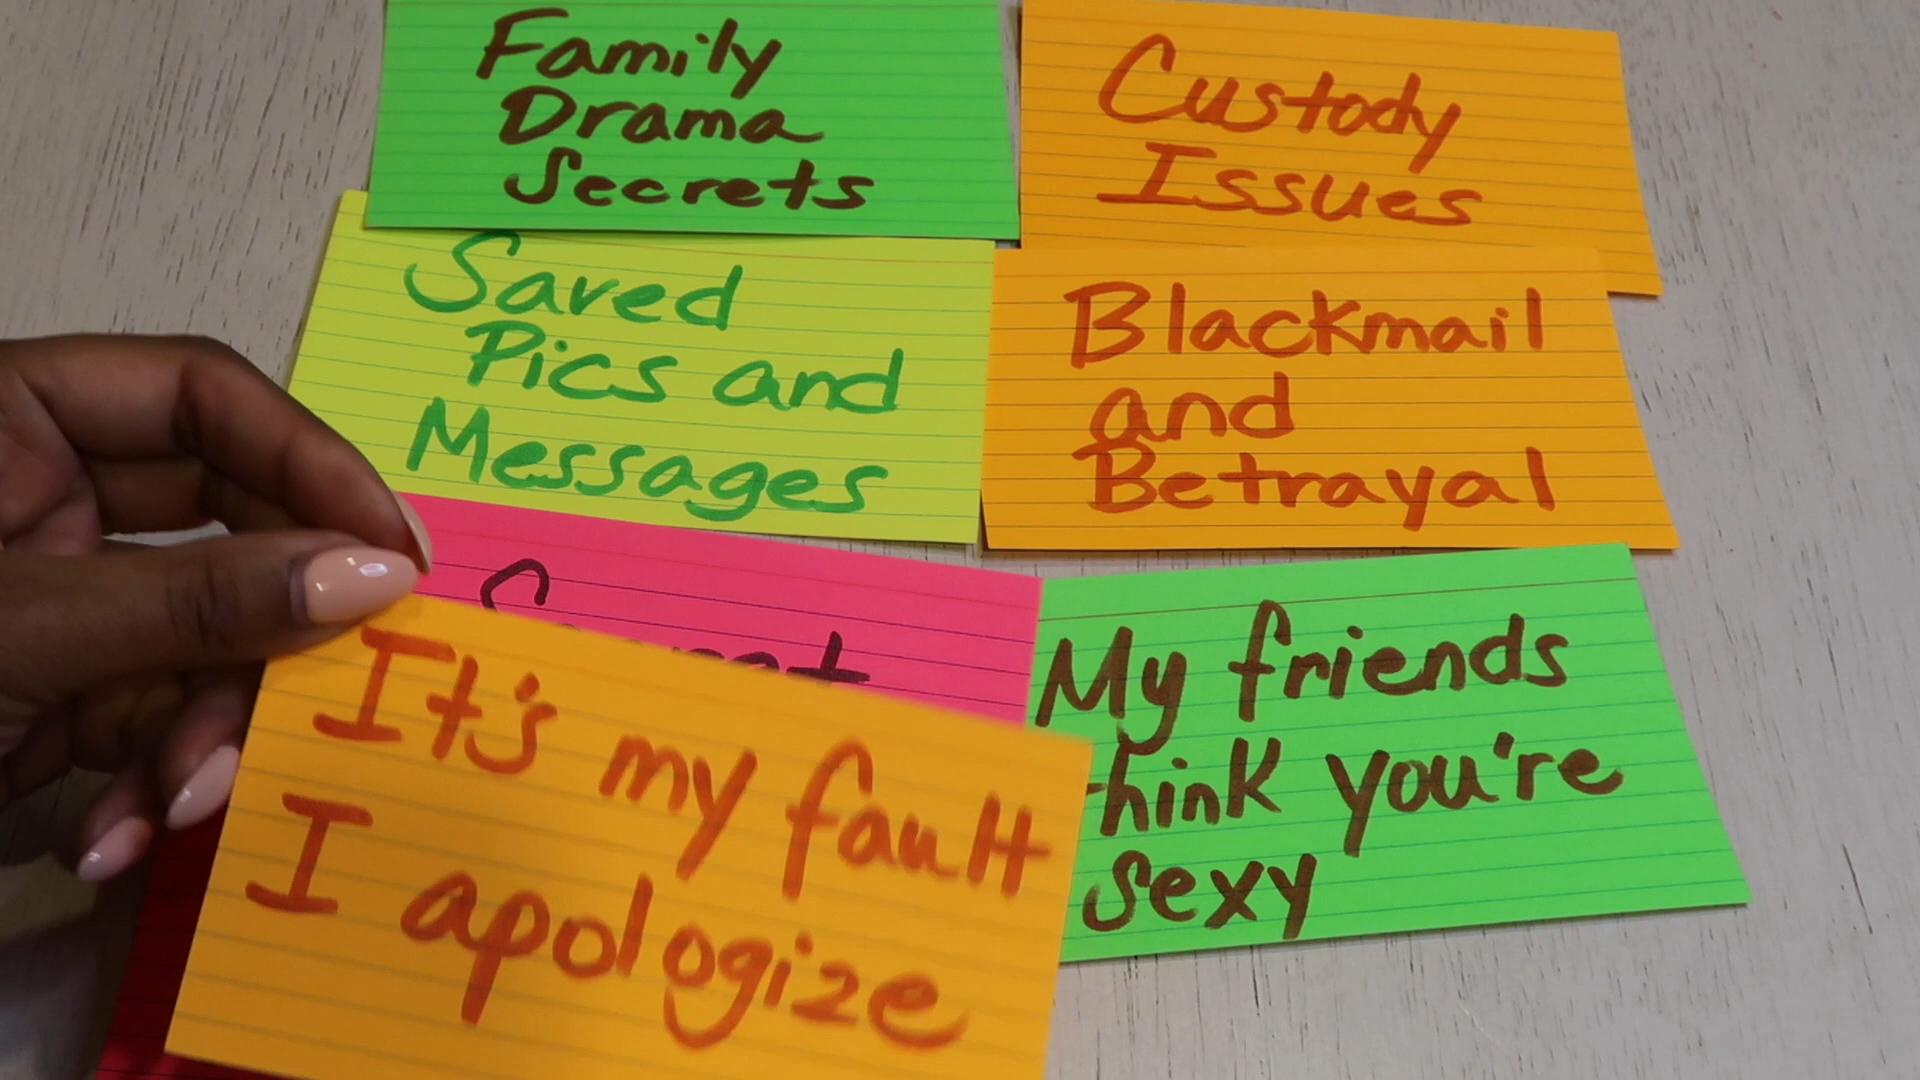 Family
Drama
Secrets
Custody
Issues
Saved
Pics and
Messages
Blackmail
and
Betrayal
My friends
you're
sexy
It's my fault
I apologize